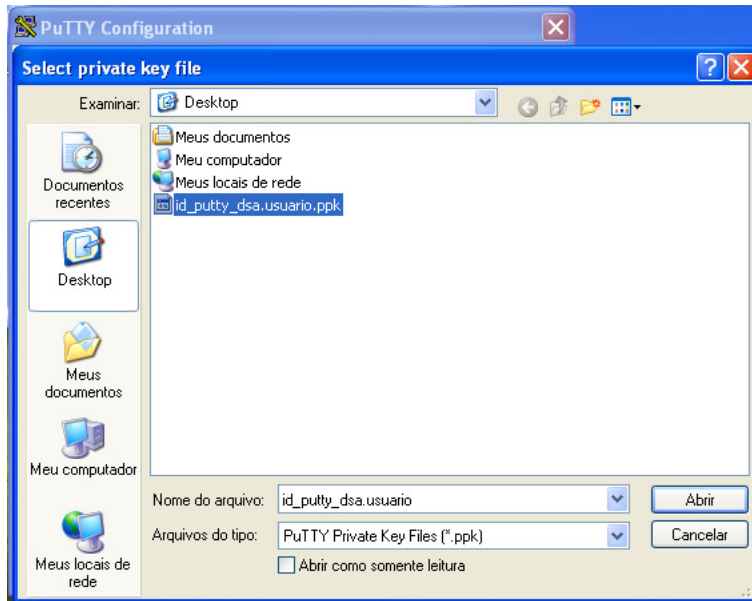 PuTTY Configuration
Select private key file
Examinar:
Desktop
Meus documentos
Meu computador
Meus locais de rede
id_putty_dsa.usuario.ppk
Documentos
recentes
Desktop
Meus
documentos
Meu computador
Meus locais de
rede
Nome do arquivo:
id_putty_dsa.usuario
Abrir
Arquivos do tipo:
PuTTY Private Key Files (*.ppk)
Cancelar
Abrir como somente leitura